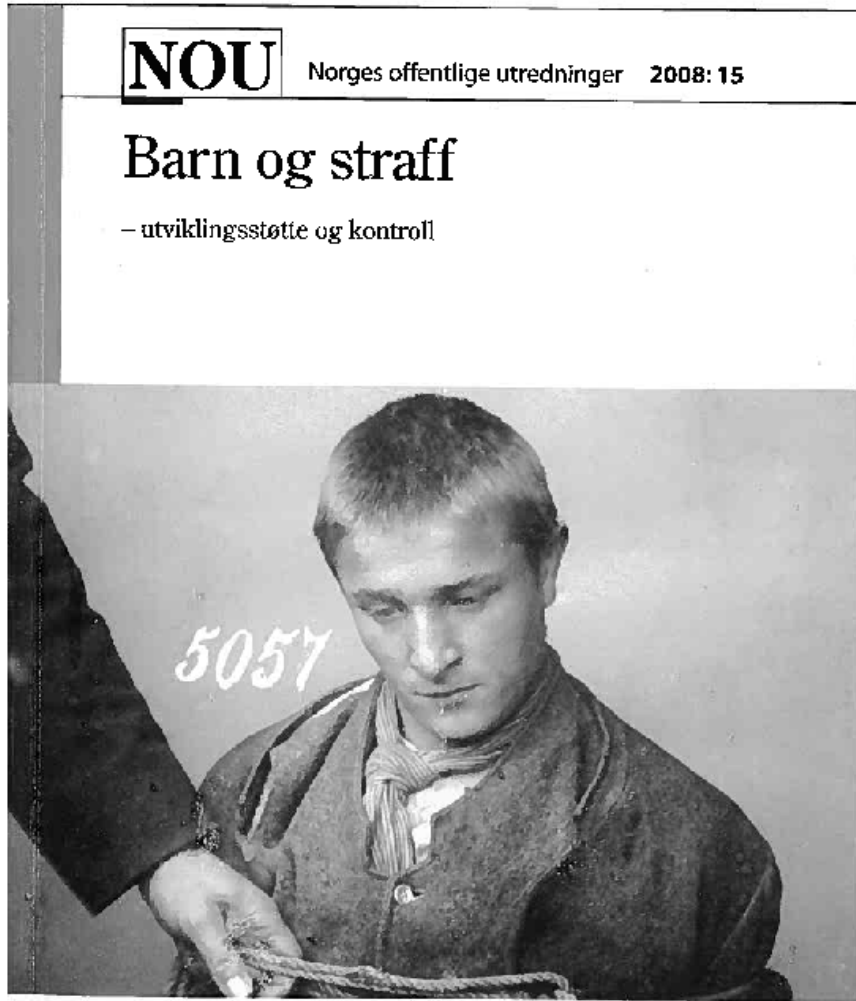 NOU Norges offentlige utredninger 2008: 15
Barn og straff
– utviklingsstøtte og kontroll
5057